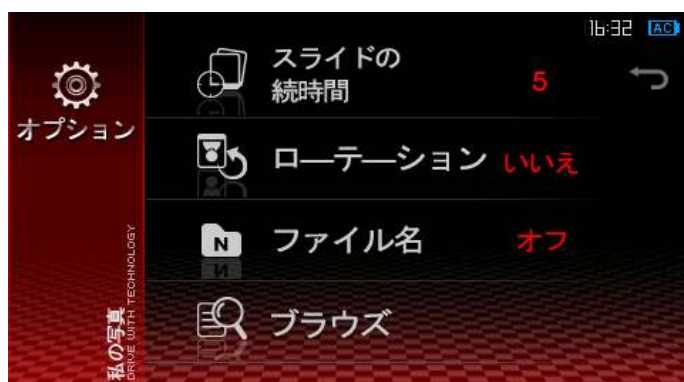 16:32 AC
オプション
スライドの
続時間
5
ロ―テ―ション いいえ
N ファイル名 オフ
ブラウズ
私の写真
DRIVE WITH TECHNOLOGY